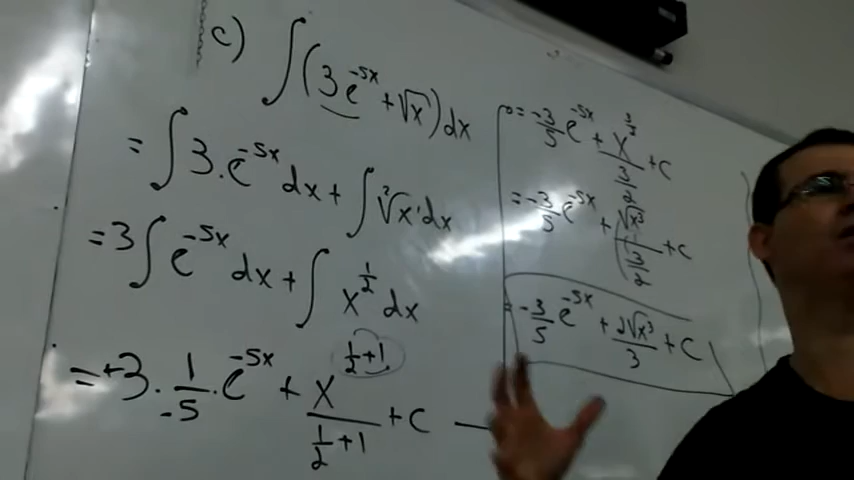 c) ∫(3e^{-5x} + √x)dx
= ∫3.e^{-5x} dx + ∫ ²√x¹ dx
= 3∫e^{-5x} dx + ∫x^{1/2} dx
= +3 · 1/-5 · e^{-5x} + x^{1/2+1}/(1/2+1) + C
= -3/5 e^{-5x} + x^{3/2}/(3/2) + C
= -3/5 e^{-5x} + √x³/(3/2) + C
= -3/5 e^{-5x} + 2√x³/3 + C